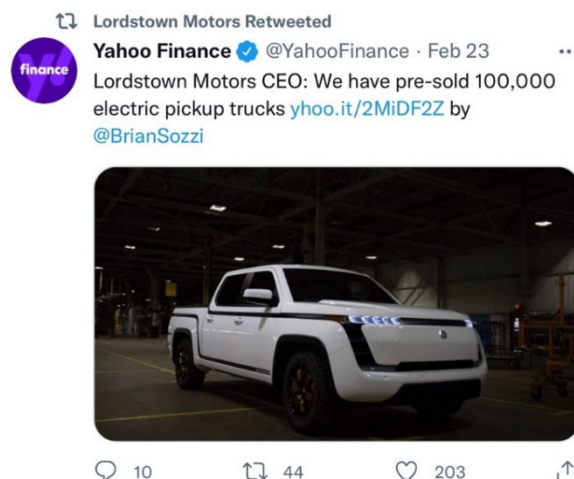 Lordstown Motors Retweeted
Yahoo Finance @YahooFinance · Feb 23
finance
Lordstown Motors CEO: We have pre-sold 100,000
electric pickup trucks yhoo.it/2MiDF2Z by
@BrianSozzi
10 44 203